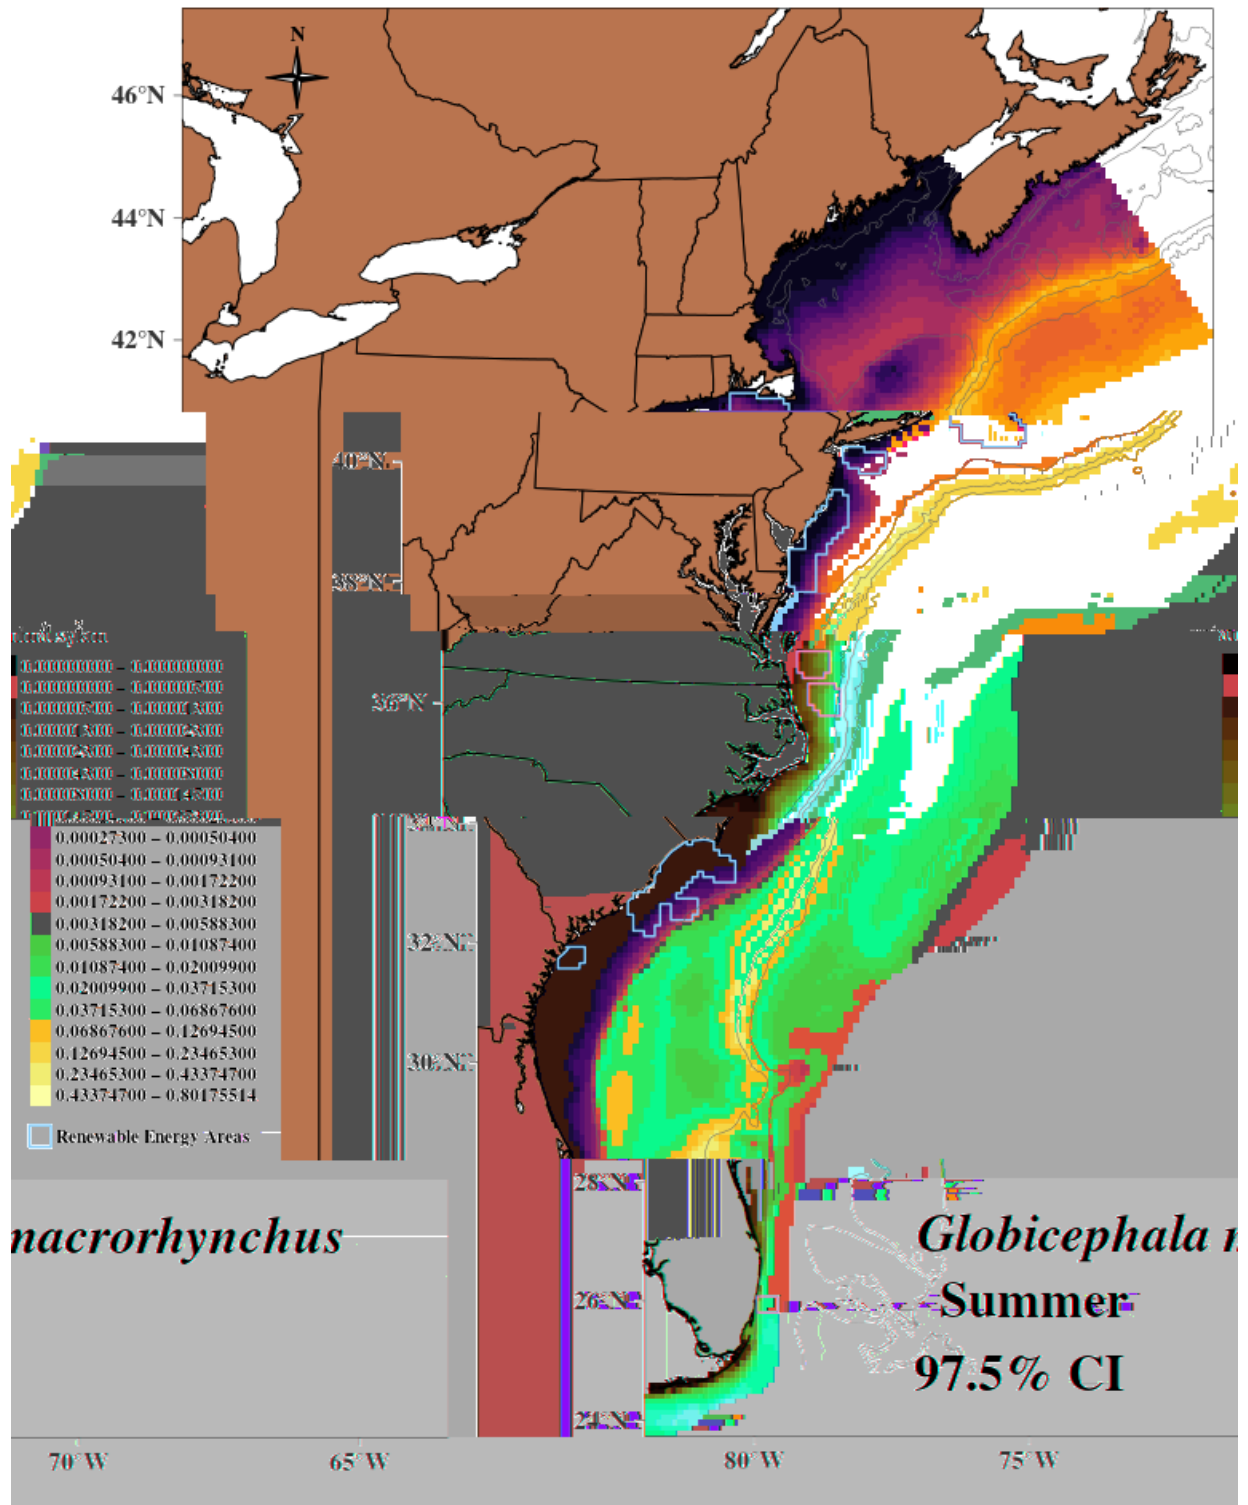 N
46°N
44°N
42°N
40°N
38°N
36°N
0.00000000 – 0.00000000
0.00027300 – 0.00050400
0.00050400 – 0.00093100
0.00093100 – 0.00172200
0.00172200 – 0.00318200
0.00318200 – 0.00588300
0.00588300 – 0.01087400
0.01087400 – 0.02009900
0.02009900 – 0.03715300
0.03715300 – 0.06867600
0.06867600 – 0.12694500
0.12694500 – 0.23465300
0.23465300 – 0.43374700
0.43374700 – 0.80175514
Renewable Energy Areas
32°N
30°N
28°N
26°N
24°N
macrorhynchus
Globicephala
Summer
97.5% CI
70°W
65°W
80°W
75°W